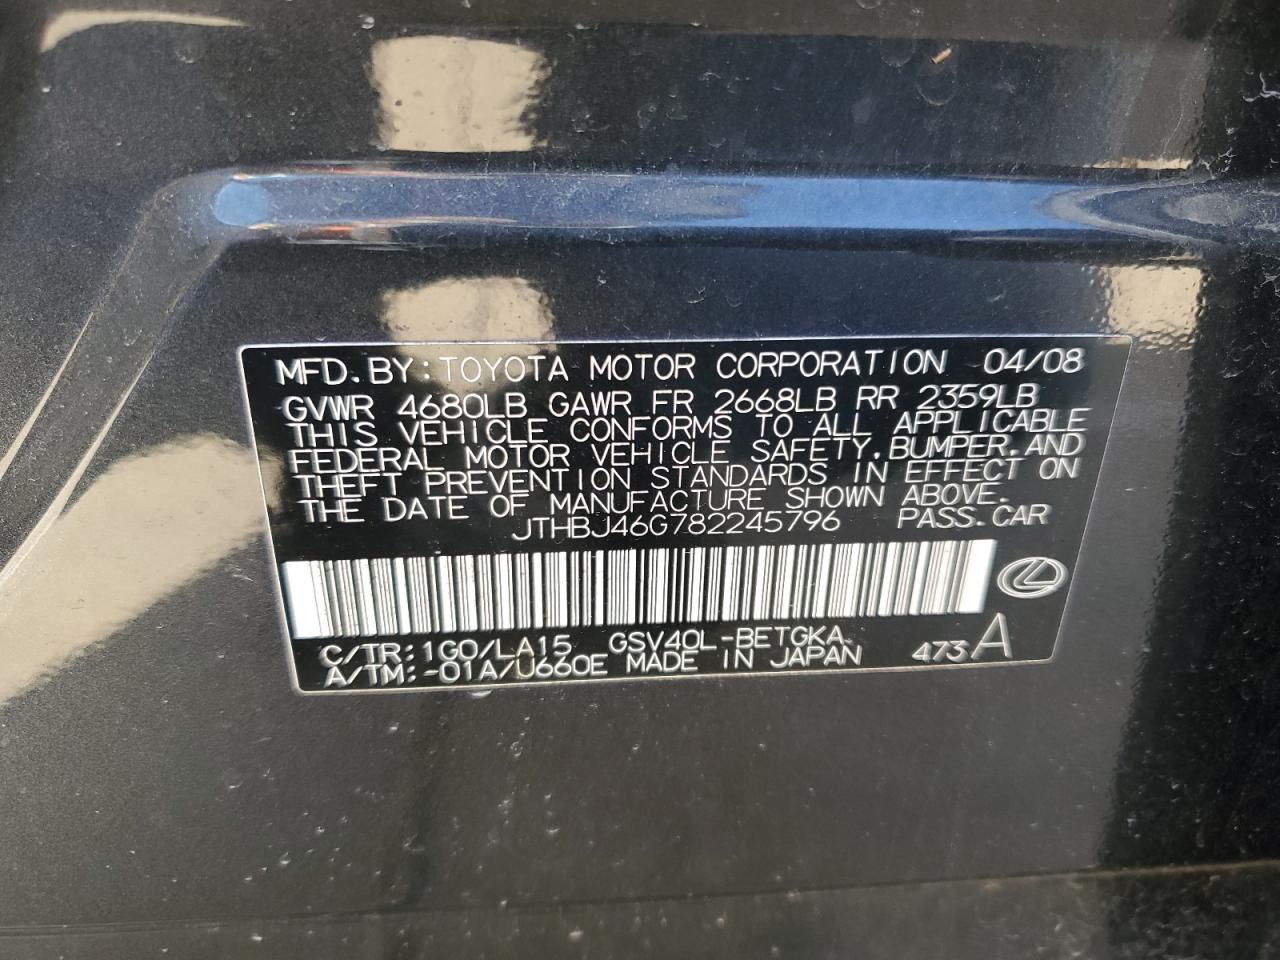 MFD.BY:TOYOTA MOTOR CORPORATION 04/08
GVWR 4680LB GAWR FR 2668LB RR 2359LB
THIS VEHICLE CONFORMS TO ALL APPLICABLE
FEDERAL MOTOR VEHICLE SAFETY,BUMPER,AND
THEFT PREVENTION STANDARDS IN EFFECT ON
THE DATE OF MANUFACTURE SHOWN ABOVE.
JTHBJ46G782245796 PASS.CAR
C/TR:1G0/LA15 GSV40L-BETGKA
A/TM:-01A/U660E MADE IN JAPAN 473A